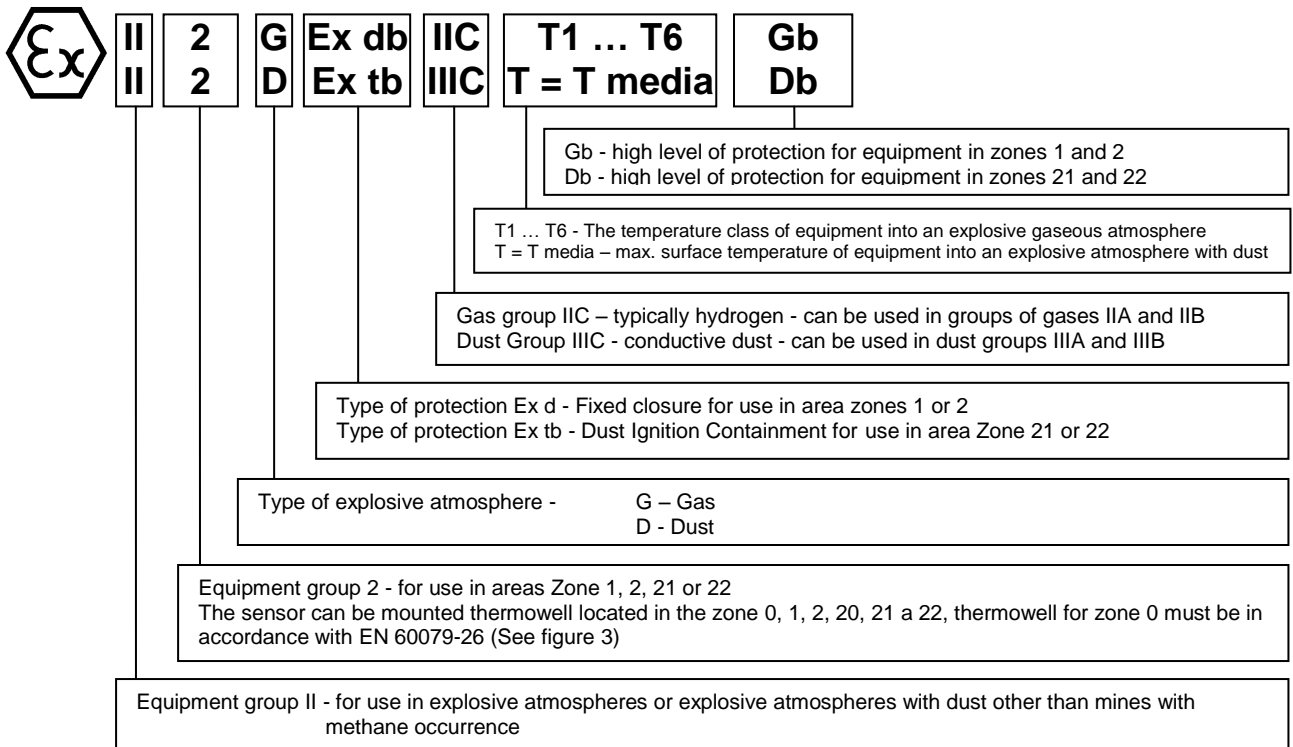 Ex II 2 G Ex db IIC T1 … T6 Gb
II 2 D Ex tb IIIC T = T media Db
Gb - high level of protection for equipment in zones 1 and 2
Db - high level of protection for equipment in zones 21 and 22
T1 … T6 - The temperature class of equipment into an explosive gaseous atmosphere
T = T media – max. surface temperature of equipment into an explosive atmosphere with dust
Gas group IIC – typically hydrogen - can be used in groups of gases IIA and IIB
Dust Group IIIC - conductive dust - can be used in dust groups IIIA and IIIB
Type of protection Ex d - Fixed closure for use in area zones 1 or 2
Type of protection Ex tb - Dust Ignition Containment for use in area Zone 21 or 22
Type of explosive atmosphere - G – Gas
D - Dust
Equipment group 2 - for use in areas Zone 1, 2, 21 or 22
The sensor can be mounted thermowell located in the zone 0, 1, 2, 20, 21 a 22, thermowell for zone 0 must be in
accordance with EN 60079-26 (See figure 3)
Equipment group II - for use in explosive atmospheres or explosive atmospheres with dust other than mines with
methane occurrence